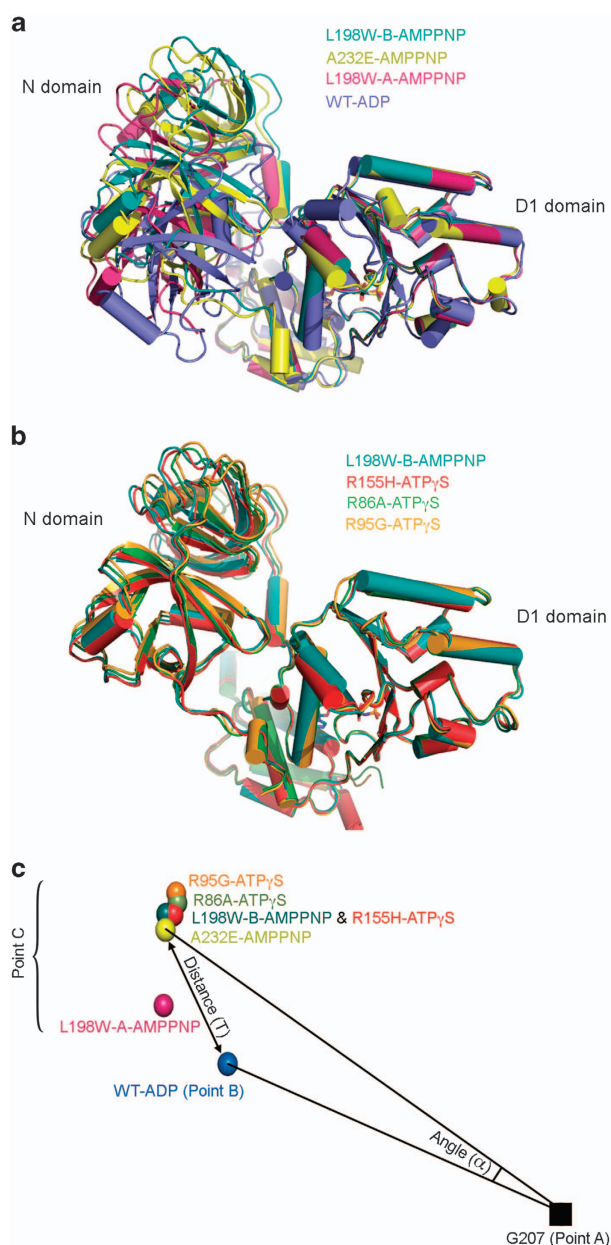 a
L198W-B-AMPPNP
A232E-AMPPNP
L198W-A-AMPPNP
WT-ADP
N domain
D1 domain
b
L198W-B-AMPPNP
R155H-ATPγS
R86A-ATPγS
R95G-ATPγS
N domain
D1 domain
c
Point C
R95G-ATPγS
R86A-ATPγS
L198W-B-AMPPNP & R155H-ATPγS
A232E-AMPPNP
Distance (T)
L198W-A-AMPPNP
WT-ADP (Point B)
Angle (α)
G207 (Point A)